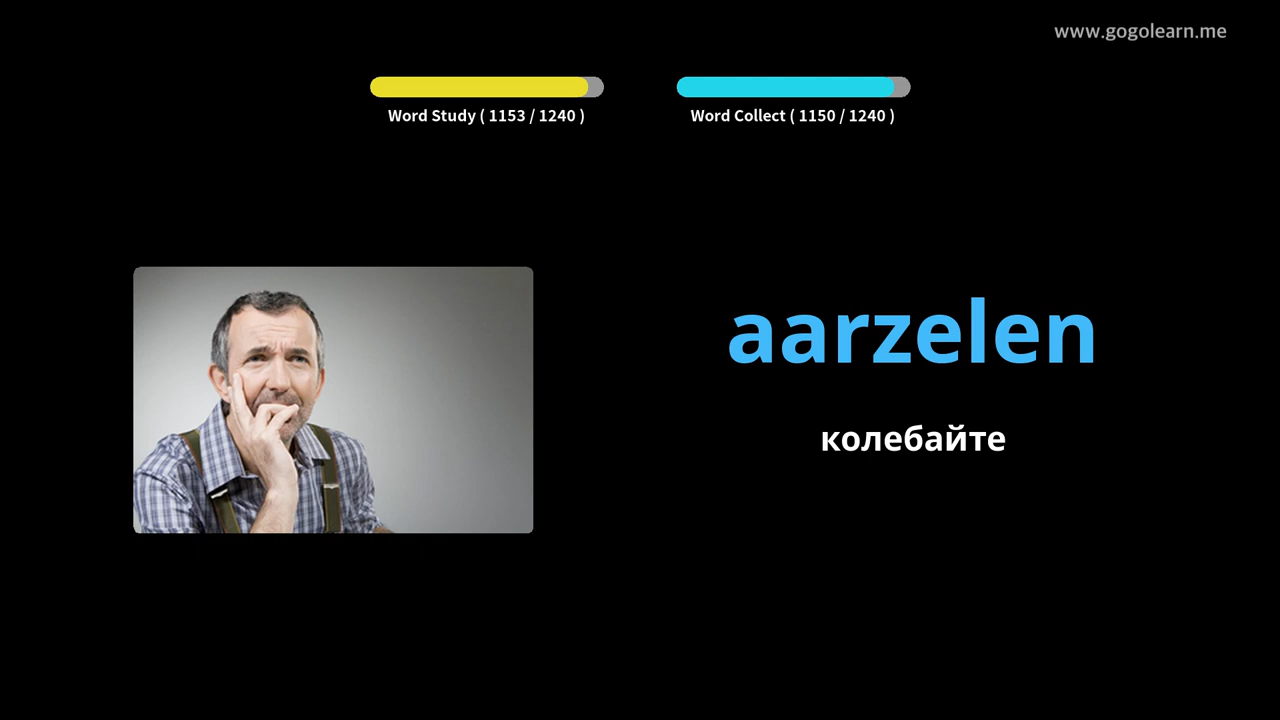 www.gogolearn.me
Word Study ( 1153 / 1240 )
Word Collect ( 1150 / 1240 )
aarzelen
колебайте